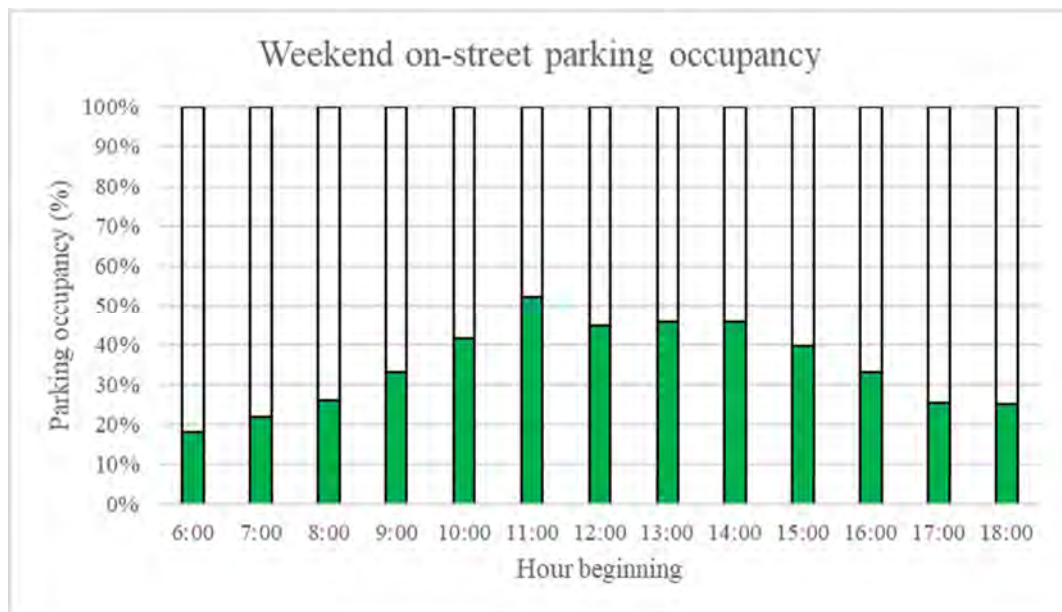 Weekend on-street parking occupancy
Parking occupancy (%)
100%
90%
80%
70%
60%
50%
40%
30%
20%
10%
0%
6:00 7:00 8:00 9:00 10:00 11:00 12:00 13:00 14:00 15:00 16:00 17:00 18:00
Hour beginning